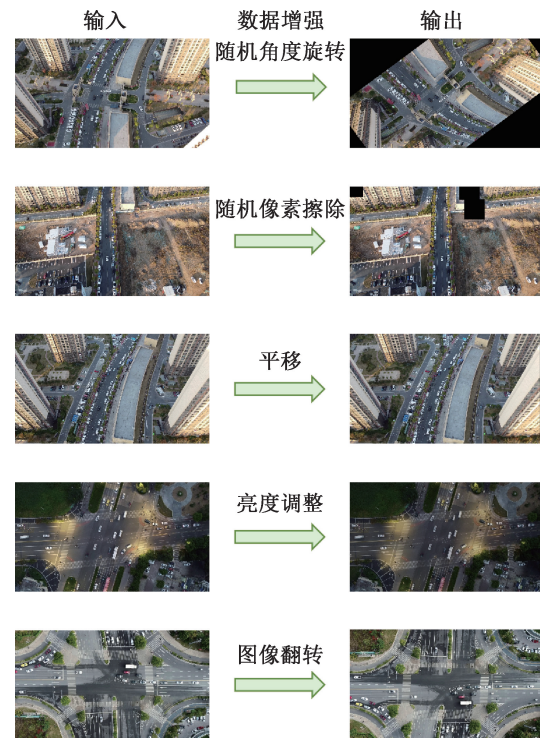 输入
数据增强
输出
随机角度旋转
随机像素擦除
平移
亮度调整
图像翻转